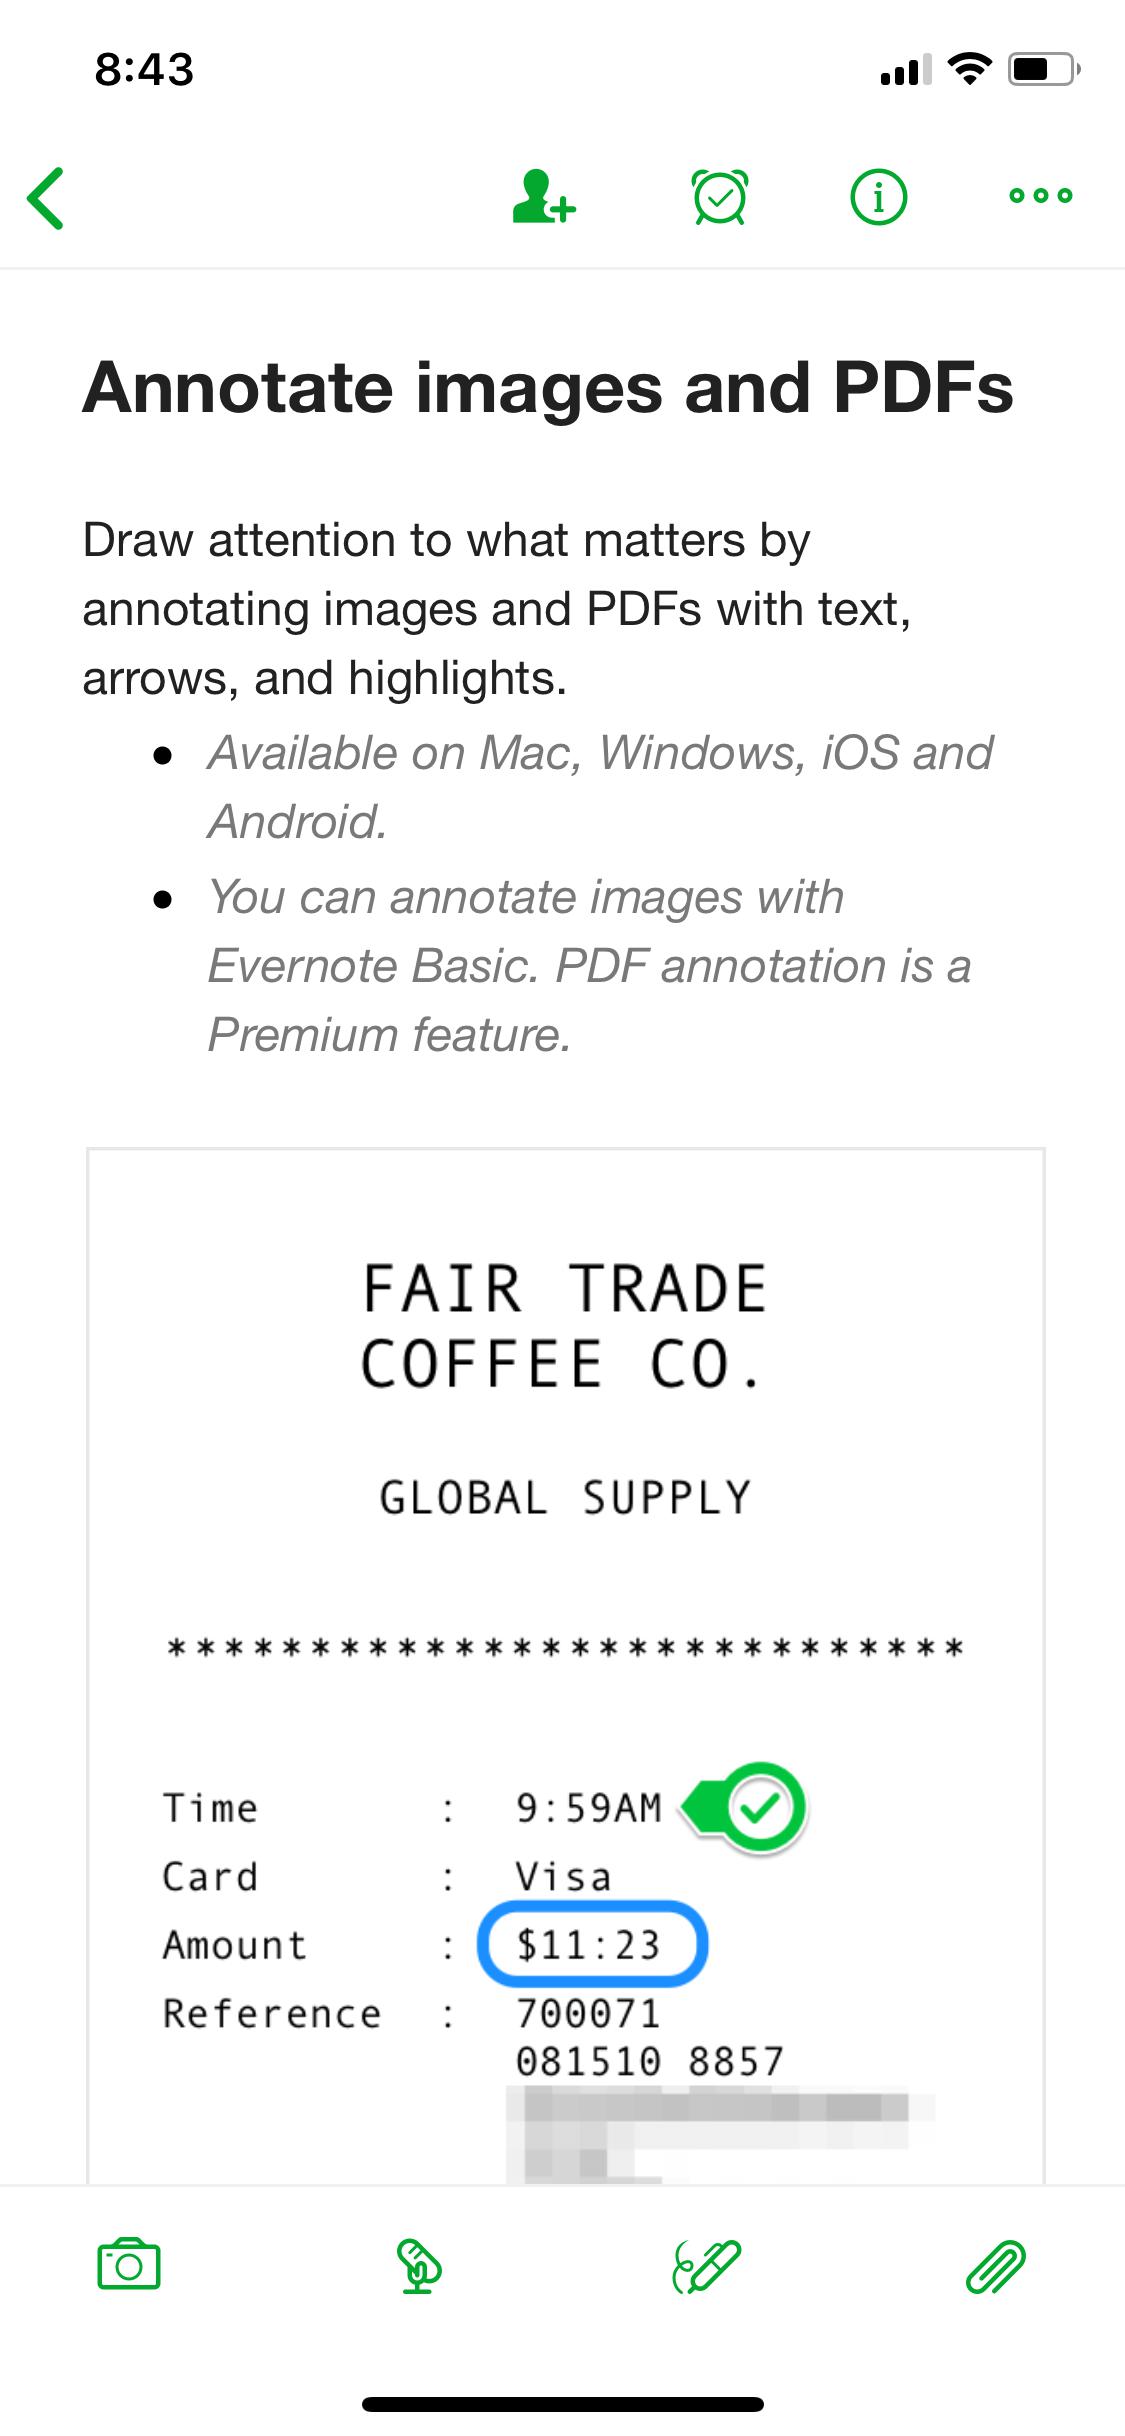 8:43
Annotate images and PDFs
Draw attention to what matters by
annotating images and PDFs with text,
arrows, and highlights.
• Available on Mac, Windows, iOS and
Android.
• You can annotate images with
Evernote Basic. PDF annotation is a
Premium feature.
FAIR TRADE
COFFEE CO.
GLOBAL SUPPLY
****************************
Time : 9:59AM
Card : Visa
Amount : $11:23
Reference : 700071
081510 8857